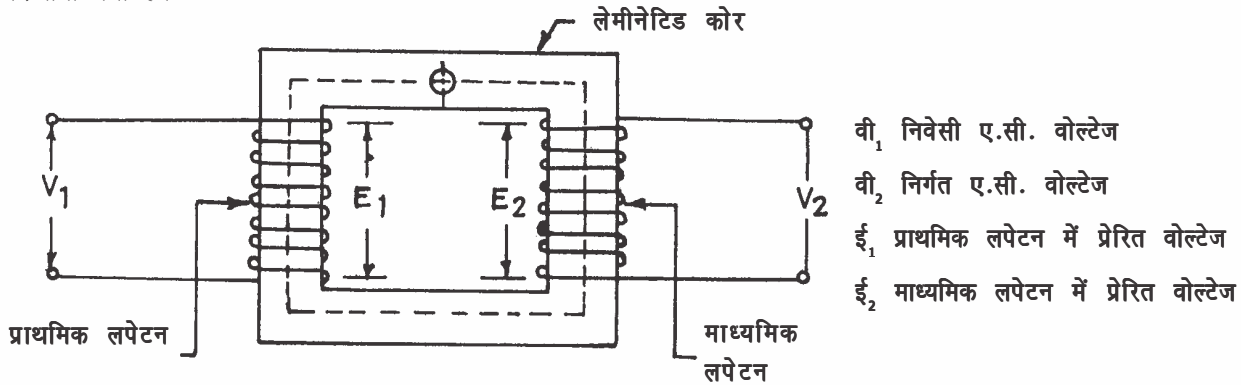 लेमीनेटिड कोर
V1
E1
E2
V2
वी1 निवेसी ए.सी. वोल्टेज
वी2 निर्गत ए.सी. वोल्टेज
ई1 प्राथमिक लपेटन में प्रेरित वोल्टेज
ई2 माध्यमिक लपेटन में प्रेरित वोल्टेज
प्राथमिक लपेटन
माध्यमिक
लपेटन